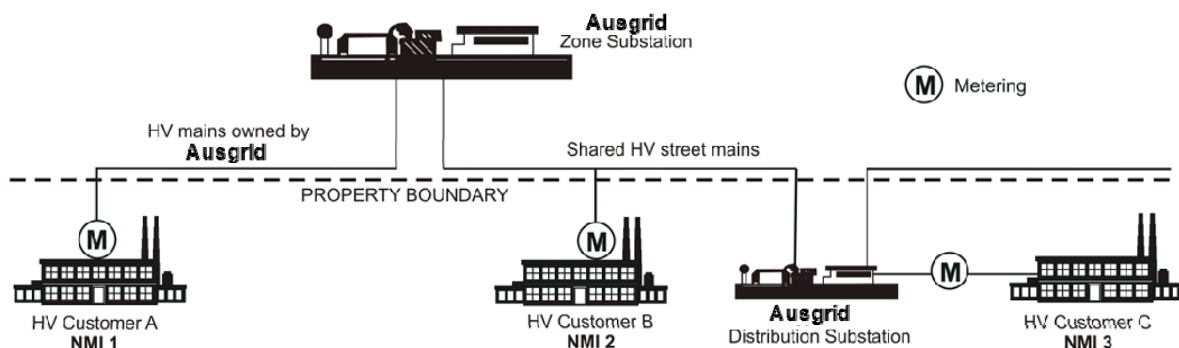 Ausgrid
Zone Substation
M
Metering
HV mains owned by
Ausgrid
Shared HV street mains
PROPERTY BOUNDARY
M
M
M
HV Customer A
NMI 1
HV Customer B
NMI 2
Ausgrid
Distribution Substation
HV Customer C
NMI 3